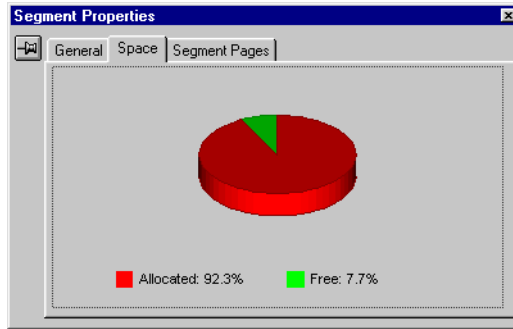 Segment Properties
General Space Segment Pages
Allocated: 92.3% Free: 7.7%